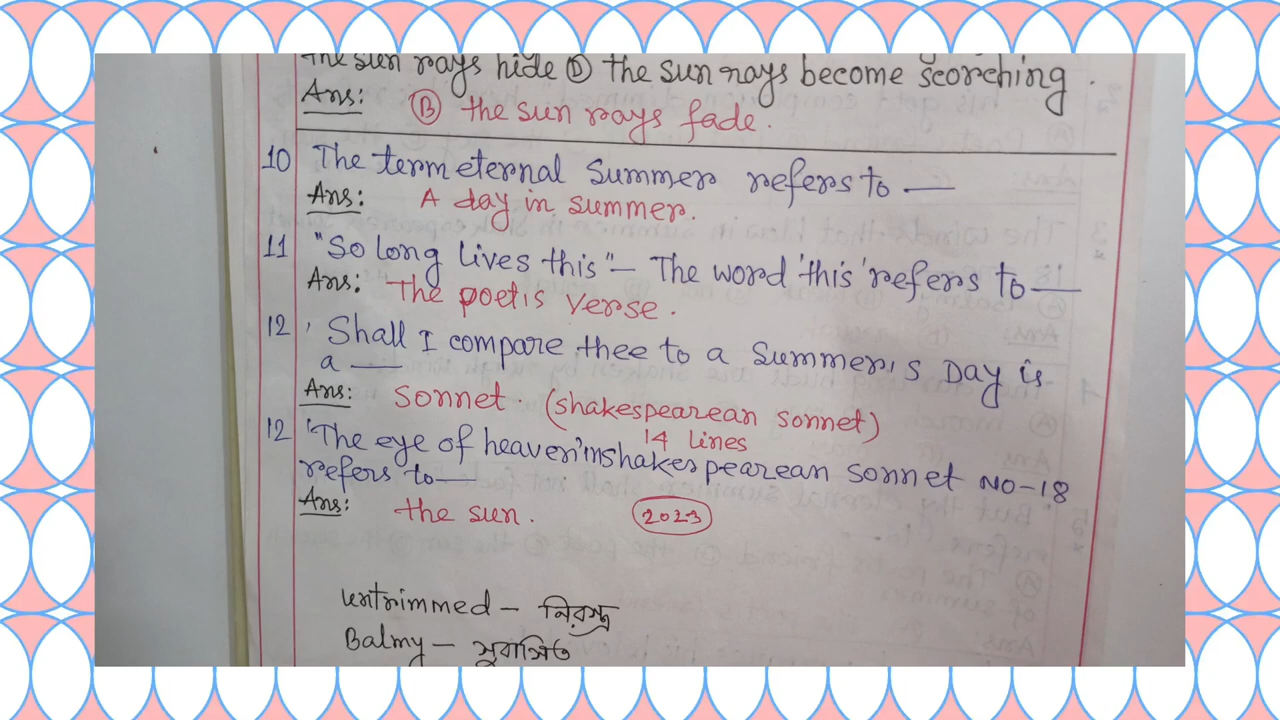 the sun rays hide Ⓓ the sun rays become scorching.
Ans: Ⓑ the sun rays fade.
10 The term eternal Summer refers to —
Ans: A day in summer.
11 "So long lives this" — The word 'this' refers to —
Ans: The poetis verse.
12 'Shall I compare thee to a Summer's Day is
a —
Ans: Sonnet. (Shakespearean sonnet)
14 lines
12 'The eye of heaven' in shakespearean sonnet NO-18
refers to —
Ans: the sun. 2023
untrimmed — নিরস্ত্র
Balmy — সুবাসিত